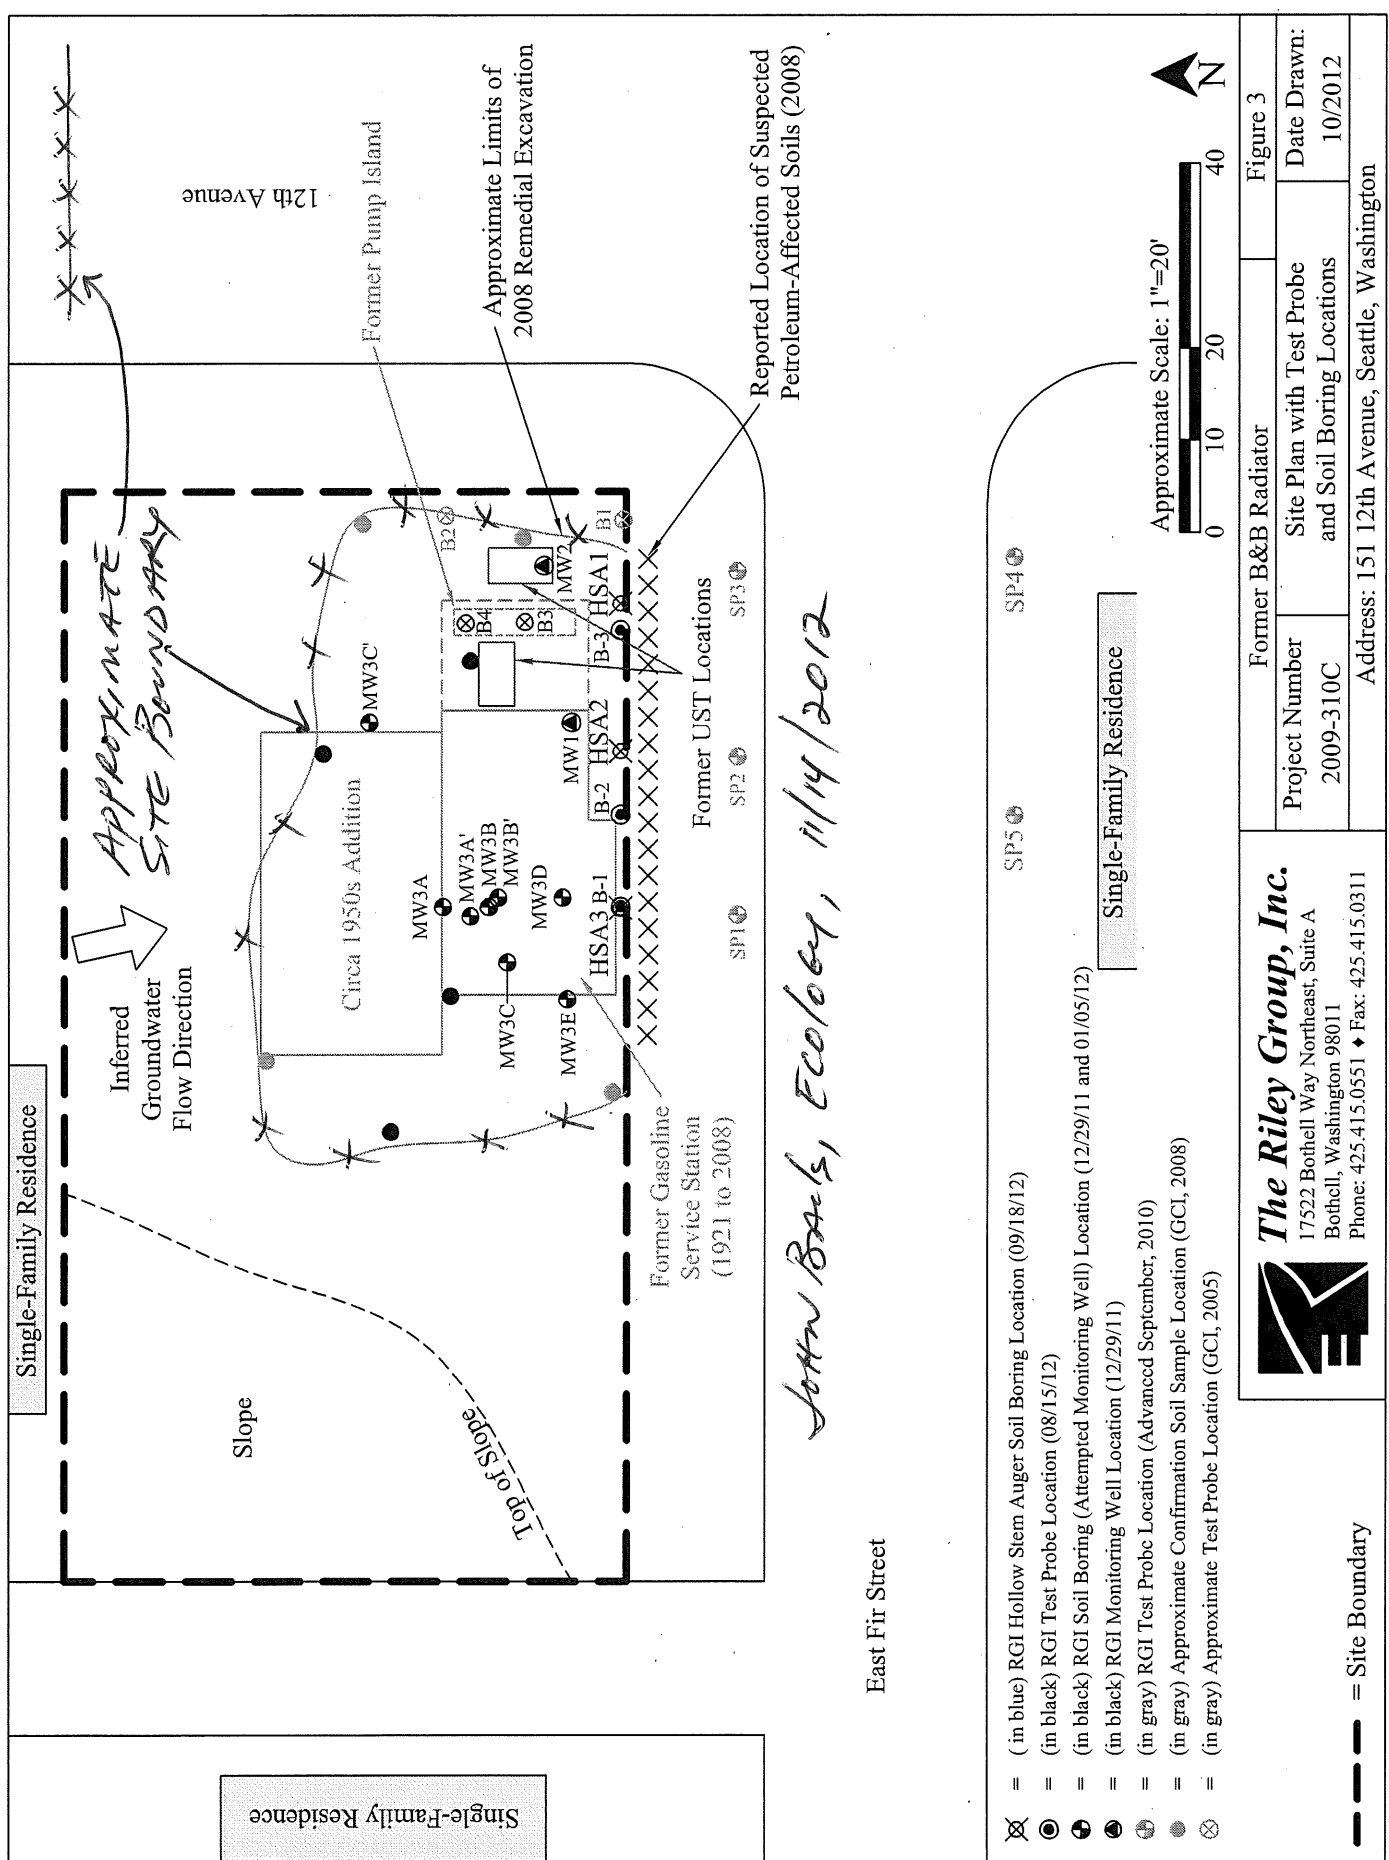 Single-Family Residence
Single-Family Residence
Slope
Top of Slope
Inferred
Groundwater
Flow Direction
APPROXIMATE
SITE BOUNDARY
12th Avenue
Circa 1950s Addition
MW3C'
Former Pump Island
Approximate Limits of
2008 Remedial Excavation
MW3A
MW3A'
MW3B
MW3B'
MW3C
MW3D
MW3E
MW1
MW2
B2
B4
B3
B1
HSA3
B-1
B-2
HSA2
B-3
HSA1
Former Gasoline
Service Station
(1921 to 2008)
Former UST Locations
Reported Location of Suspected
Petroleum-Affected Soils (2008)
SP1
SP2
SP3
John Bails, Ecology, 11/14/2012
East Fir Street
SP5
SP4
Single-Family Residence
= ( in blue) RGI Hollow Stem Auger Soil Boring Location (09/18/12)
= (in black) RGI Test Probe Location (08/15/12)
= (in black) RGI Soil Boring (Attempted Monitoring Well) Location (12/29/11 and 01/05/12)
= (in black) RGI Monitoring Well Location (12/29/11)
= (in gray) RGI Test Probe Location (Advanced September, 2010)
= (in gray) Approximate Confirmation Soil Sample Location (GCI, 2008)
= (in gray) Approximate Test Probe Location (GCI, 2005)
= Site Boundary
Approximate Scale: 1"=20'
0 10 20 40
N
The Riley Group, Inc.
17522 Bothell Way Northeast, Suite A
Bothell, Washington 98011
Phone: 425.415.0551 ♦ Fax: 425.415.0311
Former B&B Radiator
Figure 3
Project Number
2009-310C
Site Plan with Test Probe
and Soil Boring Locations
Date Drawn:
10/2012
Address: 151 12th Avenue, Seattle, Washington